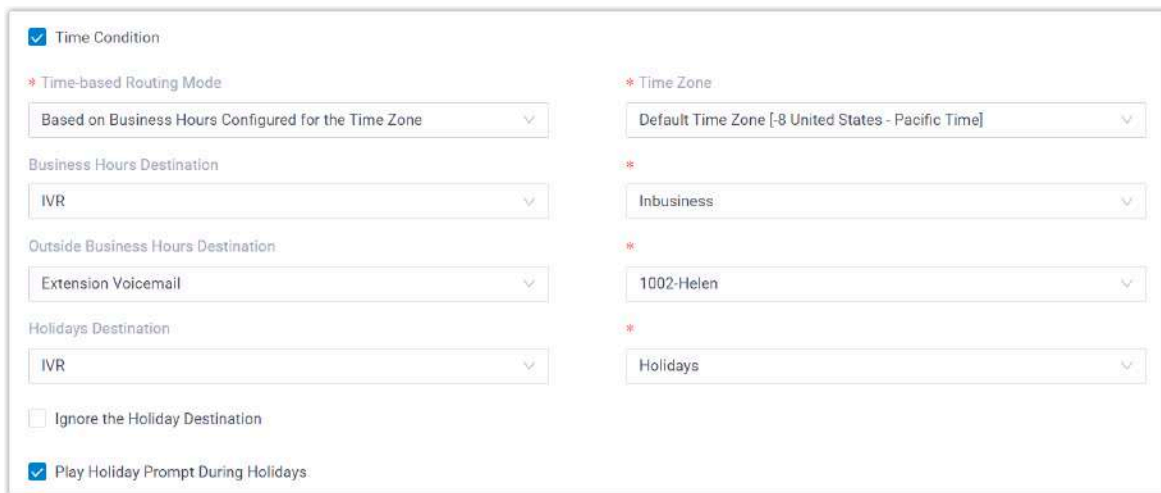 Time Condition
* Time-based Routing Mode
* Time Zone
Based on Business Hours Configured for the Time Zone
Default Time Zone [-8 United States - Pacific Time]
Business Hours Destination
*
IVR
Inbusiness
Outside Business Hours Destination
*
Extension Voicemail
1002-Helen
Holidays Destination
*
IVR
Holidays
Ignore the Holiday Destination
Play Holiday Prompt During Holidays